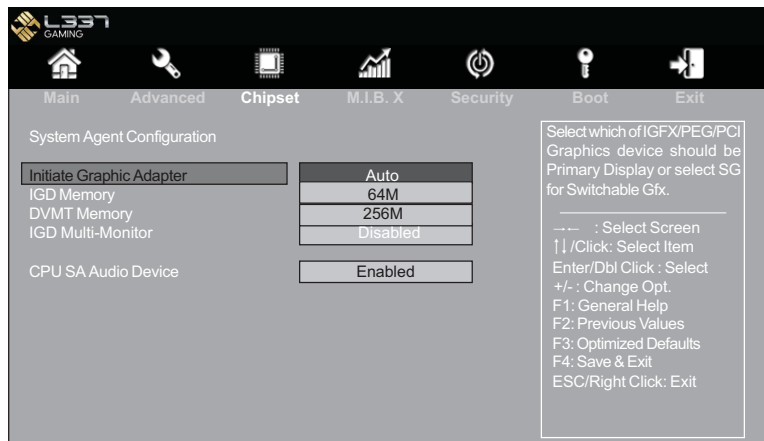 L337
GAMING
Main Advanced Chipset M.I.B. X Security Boot Exit
System Agent Configuration
Initiate Graphic Adapter Auto
IGD Memory 64M
DVMT Memory 256M
IGD Multi-Monitor Disabled
CPU SA Audio Device Enabled
Select which of IGFX/PEG/PCI
Graphics device should be
Primary Display or select SG
for Switchable Gfx.
→← : Select Screen
↑↓/Click: Select Item
Enter/Dbl Click : Select
+/- : Change Opt.
F1: General Help
F2: Previous Values
F3: Optimized Defaults
F4: Save & Exit
ESC/Right Click: Exit